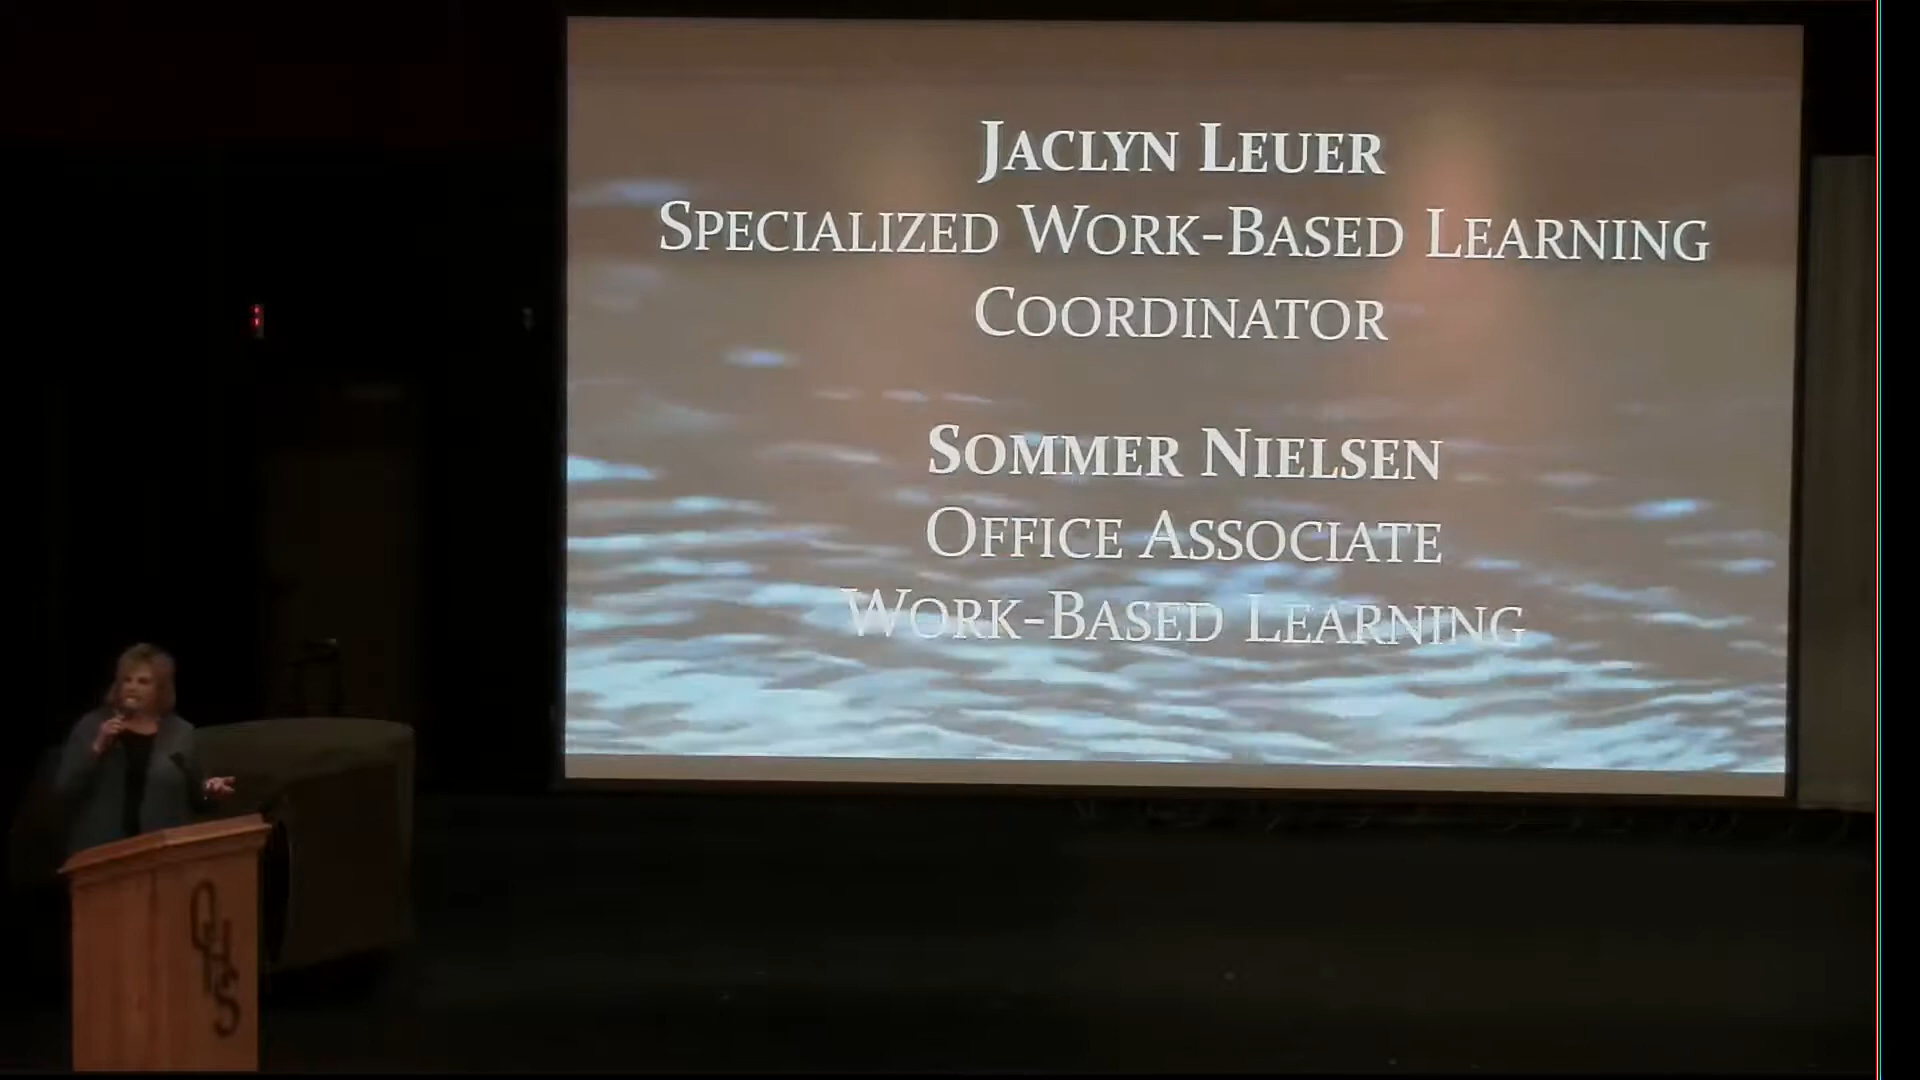 JACLYN LEUER
SPECIALIZED WORK-BASED LEARNING
COORDINATOR
SOMMER NIELSEN
OFFICE ASSOCIATE
WORK-BASED LEARNING
OHS